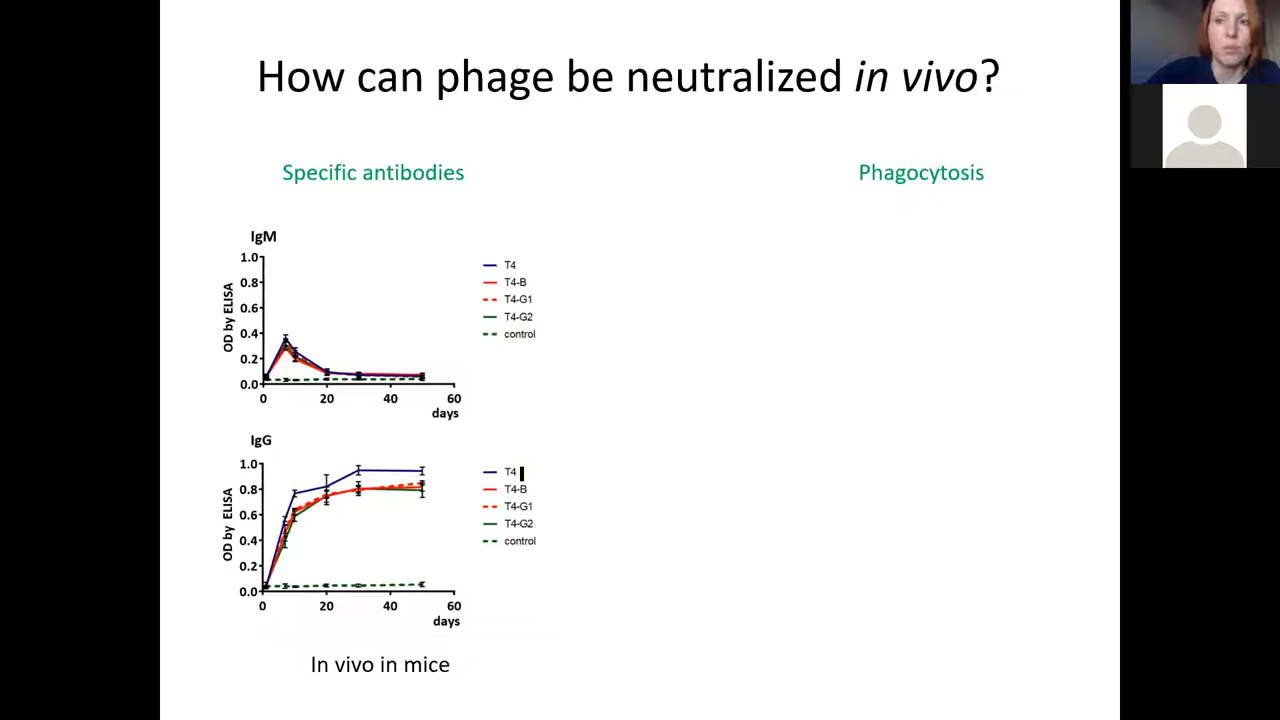 How can phage be neutralized in vivo?
Specific antibodies
Phagocytosis
IgM
1.0
0.8
0.6
0.4
0.2
0.0
OD by ELISA
0 20 40 60
days
T4
T4-B
T4-G1
T4-G2
control
IgG
1.0
0.8
0.6
0.4
0.2
0.0
OD by ELISA
0 20 40 60
days
T4
T4-B
T4-G1
T4-G2
control
In vivo in mice